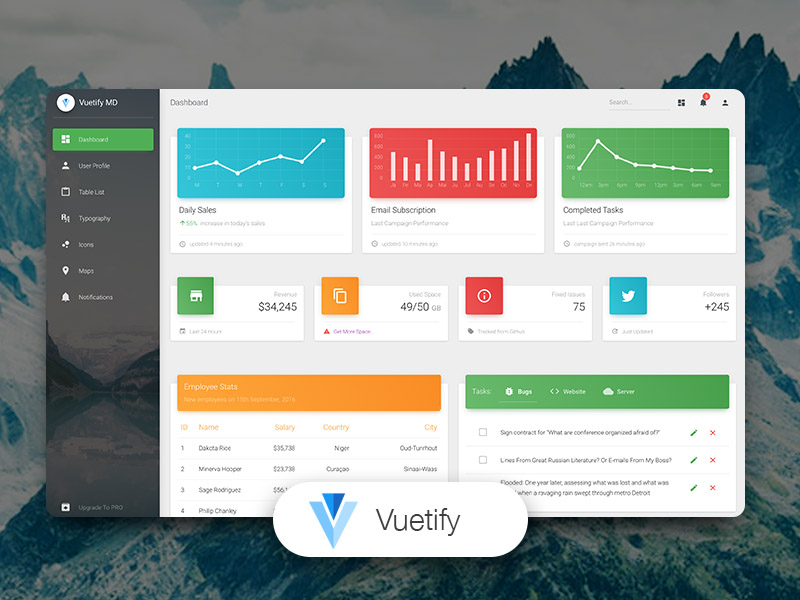 Vuetify MD
Dashboard
User Profile
Table List
Typography
Icons
Maps
Notifications
Upgrade To PRO
Dashboard
Search...
40
30
20
10
0
M T W T F S S
Daily Sales
55% increase in today's sales
updated 4 minutes ago
800
600
400
200
0
Ja Fe Ma Ap Mai Ju Jul Au Se Oc No De
Email Subscription
Last Last Campaign Performance
updated 10 minutes ago
800
600
400
200
0
12am 3pm 6pm 9pm 12pm 3am 6am 9am
Completed Tasks
Last Last Campaign Performance
campaign sent 26 minutes ago
Revenue
$34,245
Last 24 Hours
Used Space
49/50 GB
Get More Space...
Fixed Issues
75
Tracked from Github
Followers
+245
Just Updated
Employee Stats
New employees on 15th September, 2016
ID Name Salary Country City
1 Dakota Rice $35,738 Niger Oud-Turnhout
2 Minerva Hooper $23,738 Curaçao Sinaai-Waas
3 Sage Rodriguez
4 Philip Chanley
Tasks: Bugs Website Server
Sign contract for "What are conference organized afraid of?"
Lines From Great Russian Literature? Or E-mails From My Boss?
Flooded: One year later, assessing what was lost and what was
when a ravaging rain swept through metro Detroit
Vuetify